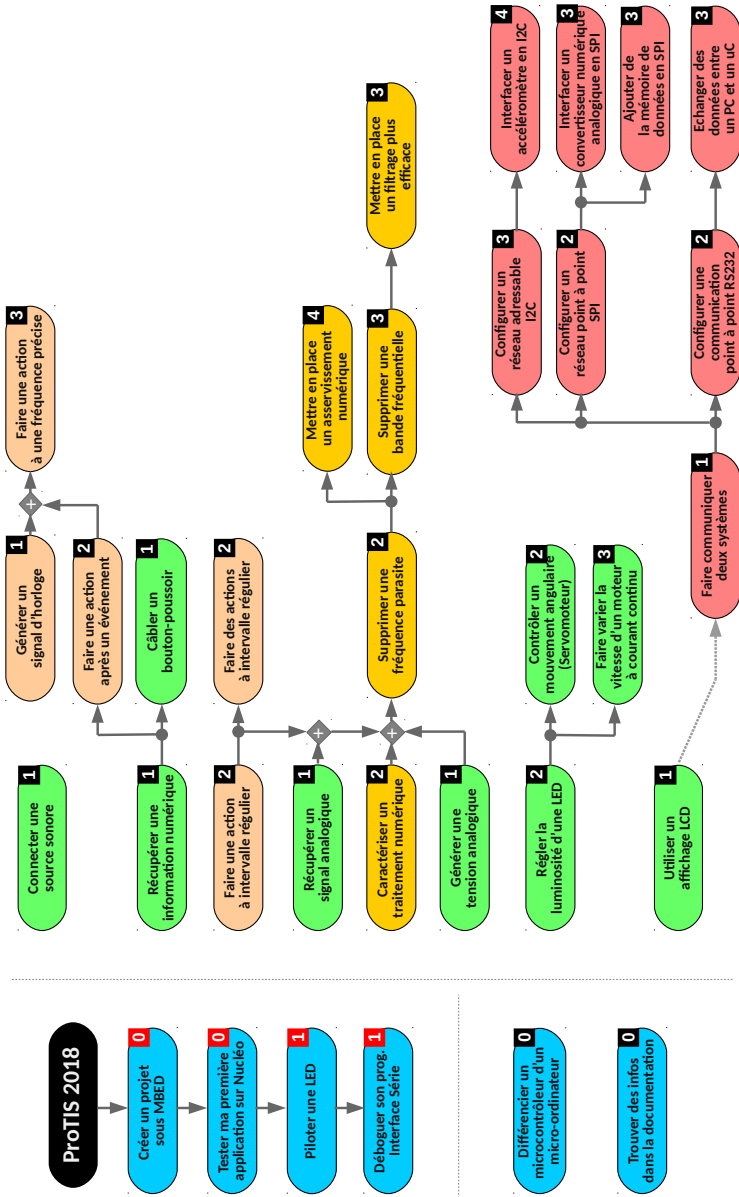 ProTIS 2018
Créer un projet
sous MBED
0
Tester ma première
application sur Nucléo
0
Piloter une LED
1
Déboguer son prog.
Interface Série
1
Différencier un
microcontrôleur d'un
micro-ordinateur
0
Trouver des infos
dans la documentation
0
Connecter une
source sonore
1
Générer un
signal d'horloge
1
+
Faire une action
à une fréquence précise
3
Faire une action
après un événement
2
Récupérer une
information numérique
1
Câbler un
bouton-poussoir
1
Faire une action
à intervalle régulier
2
Faire des actions
à intervalle régulier
2
Récupérer un
signal analogique
1
+
Caractériser un
traitement numérique
2
+
Supprimer une
fréquence parasite
2
Mettre en place
un asservissement
numérique
4
Supprimer une
bande fréquentielle
3
Mettre en place
un filtrage plus
efficace
3
Générer une
tension analogique
1
Régler la
luminosité d'une LED
2
Contrôler un
mouvement angulaire
(Servomoteur)
2
Faire varier la
vitesse d'un moteur
à courant continu
3
Utiliser un
affichage LCD
1
Faire communiquer
deux systèmes
1
Configurer un
réseau adressable
I2C
3
Interfacer un
accéléromètre en I2C
4
Configurer un
réseau point à point
SPI
2
Interfacer un
convertisseur numérique
analogique en SPI
3
Ajouter de
la mémoire de
données en SPI
3
Configurer une
communication
point à point RS232
2
Echanger des
données entre
un PC et un uC
3